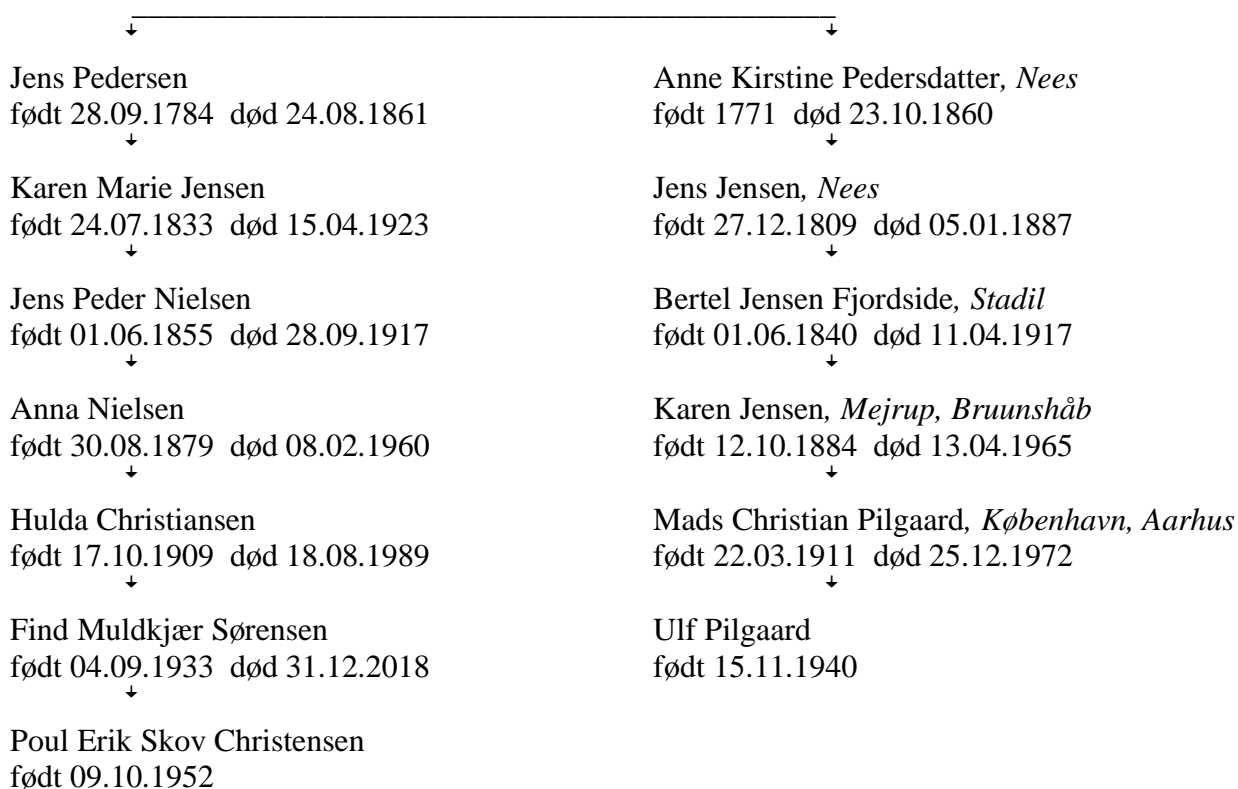 Jens Pedersen
født 28.09.1784 død 24.08.1861
Karen Marie Jensen
født 24.07.1833 død 15.04.1923
Jens Peder Nielsen
født 01.06.1855 død 28.09.1917
Anna Nielsen
født 30.08.1879 død 08.02.1960
Hulda Christiansen
født 17.10.1909 død 18.08.1989
Find Muldkjær Sørensen
født 04.09.1933 død 31.12.2018
Poul Erik Skov Christensen
født 09.10.1952
Anne Kirstine Pedersdatter, Nees
født 1771 død 23.10.1860
Jens Jensen, Nees
født 27.12.1809 død 05.01.1887
Bertel Jensen Fjordside, Stadil
født 01.06.1840 død 11.04.1917
Karen Jensen, Mejrup, Bruunshåb
født 12.10.1884 død 13.04.1965
Mads Christian Pilgaard, København, Aarhus
født 22.03.1911 død 25.12.1972
Ulf Pilgaard
født 15.11.1940